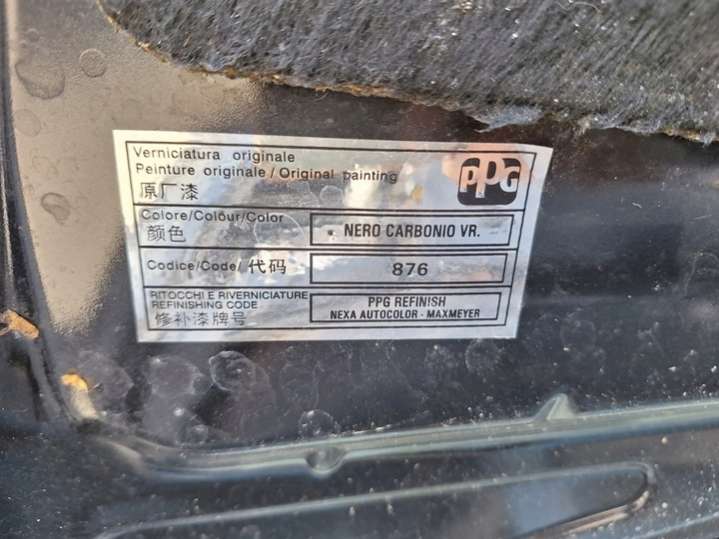 Verniciatura originale
Peinture originale / Original painting
原厂漆
PPG
Colore/Colour/Color
颜色
NERO CARBONIO VR.
Codice/Code/ 代码
876
RITOCCHI E RIVERNICIATURE
REFINISHING CODE
修补漆牌号
PPG REFINISH
NEXA AUTOCOLOR - MAXMEYER